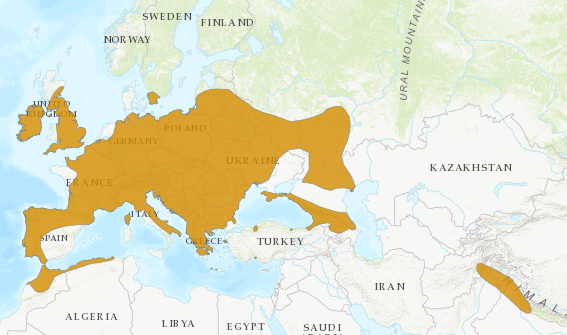 SWEDEN
FINLAND
NORWAY
URAL MOUNTAINS
UNITED
KINGDOM
POLAND
GERMANY
UKRAINE
KAZAKHSTAN
FRANCE
ITALY
SPAIN
GREECE
TURKEY
IRAN
HIMAL
ALGERIA
LIBYA
EGYPT
SAUDI